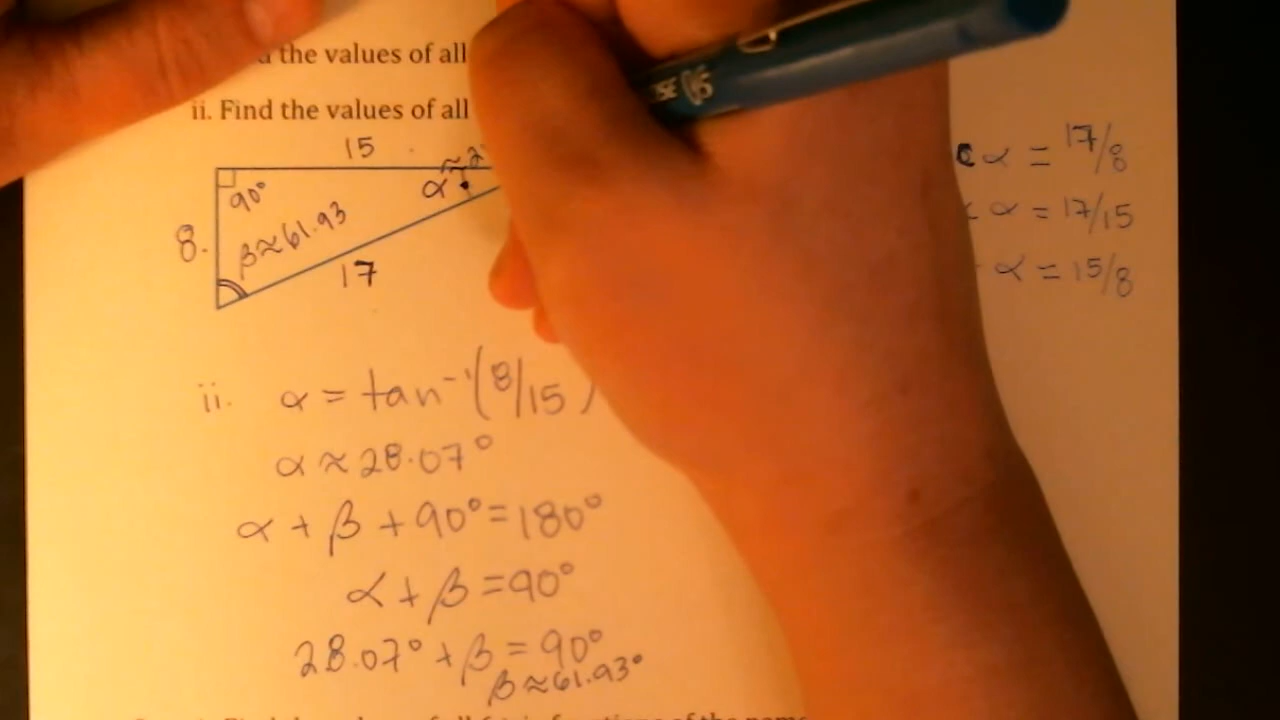 the values of all
ii. Find the values of all
15
α ≈2
90°
8.
β≈61.93
17
α = 17/8
α = 17/15
α = 15/8
ii. α = tan⁻¹(8/15)
α ≈ 28.07°
α + β + 90° = 180°
α + β = 90°
28.07° + β = 90°
β ≈ 61.93°